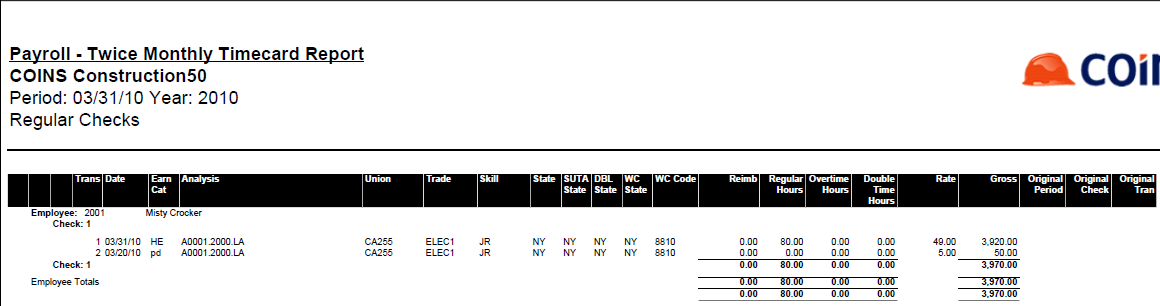 Payroll - Twice Monthly Timecard Report
COINS Construction50
Period: 03/31/10 Year: 2010
Regular Checks
COi
Trans Date Earn Cat Analysis Union Trade Skill State SUTA State DBL State WC State WC Code Reimb Regular Hours Overtime Hours Double Time Hours Rate Gross Original Period Original Check Original Tran
Employee: 2001 Misty Crocker
Check: 1
1 03/31/10 HE A0001.2000.LA CA255 ELEC1 JR NY NY NY NY 8810 0.00 80.00 0.00 0.00 49.00 3,920.00
2 03/20/10 pd A0001.2000.LA CA255 ELEC1 JR NY NY NY NY 8810 0.00 0.00 0.00 0.00 5.00 50.00
Check: 1 0.00 80.00 0.00 0.00 3,970.00
Employee Totals 0.00 80.00 0.00 0.00 3,970.00
0.00 80.00 0.00 0.00 3,970.00